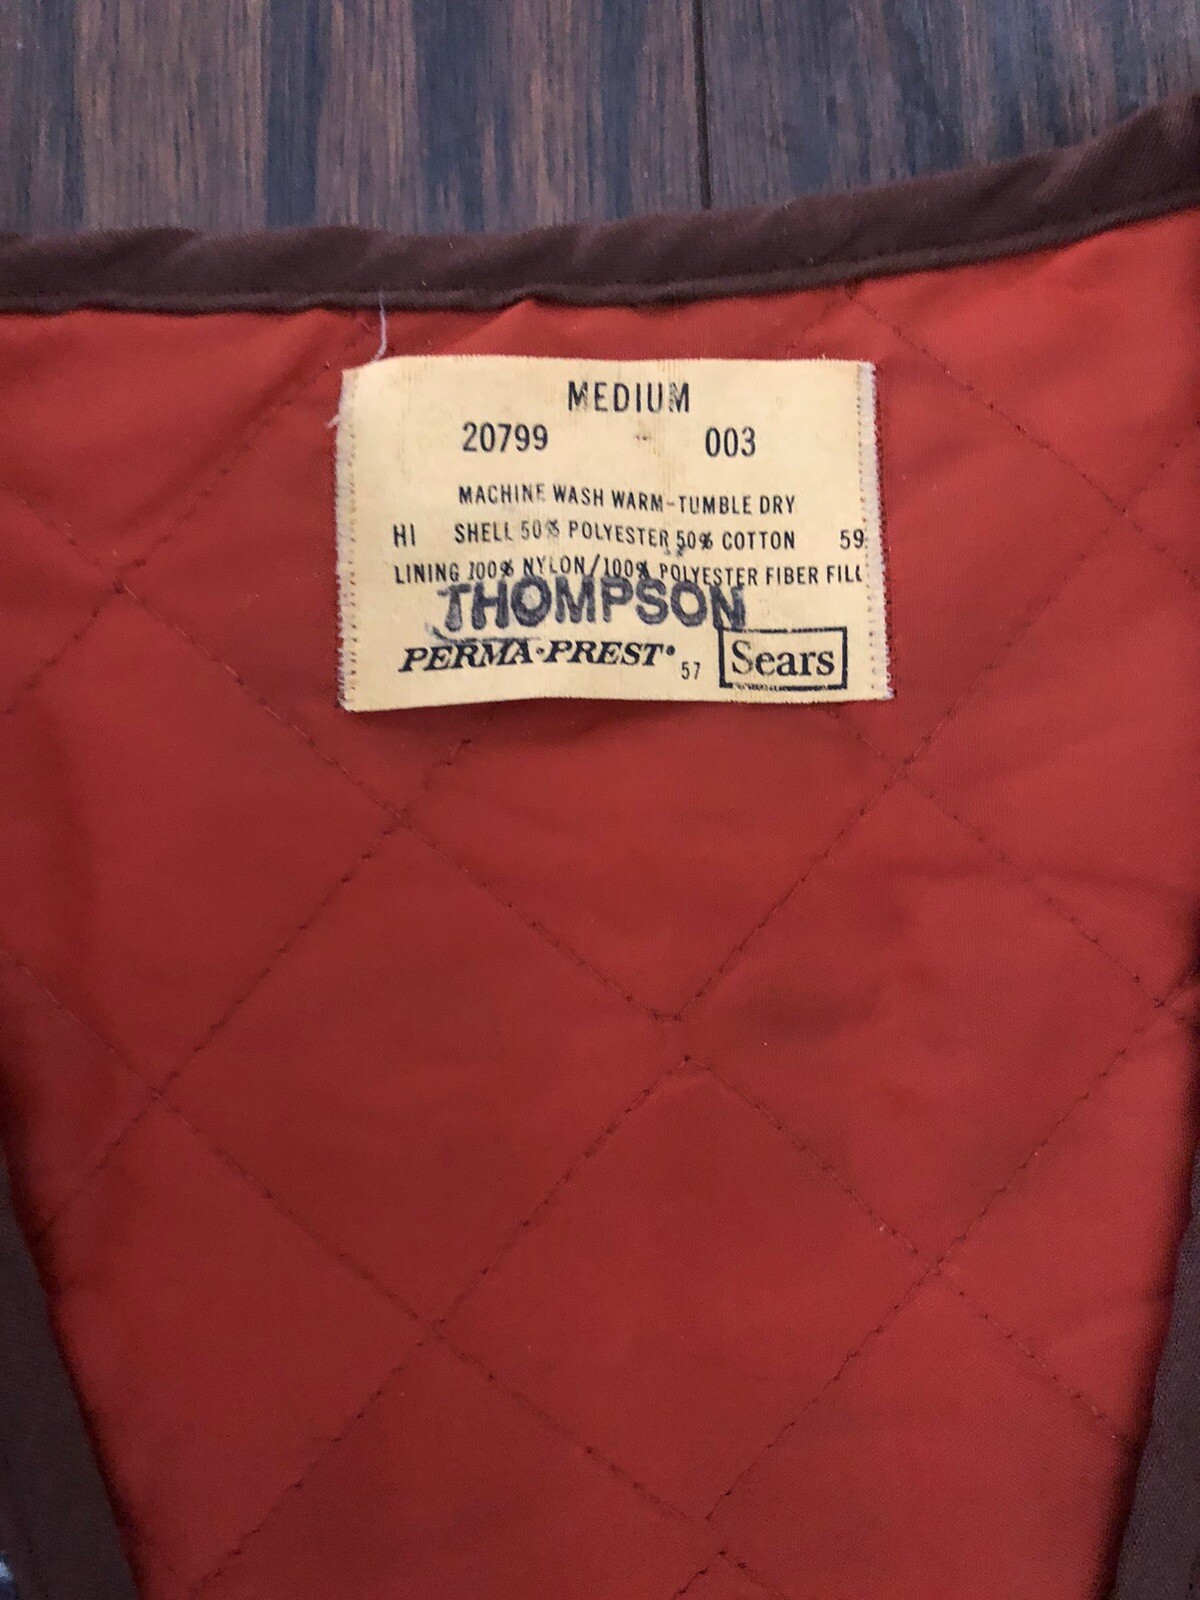 MEDIUM
20799 - 003
MACHINE WASH WARM-TUMBLE DRY
HI SHELL 50% POLYESTER 50% COTTON 59
LINING 100% NYLON/100% POLYESTER FIBER FILL
THOMPSON
PERMA-PREST® 57 Sears